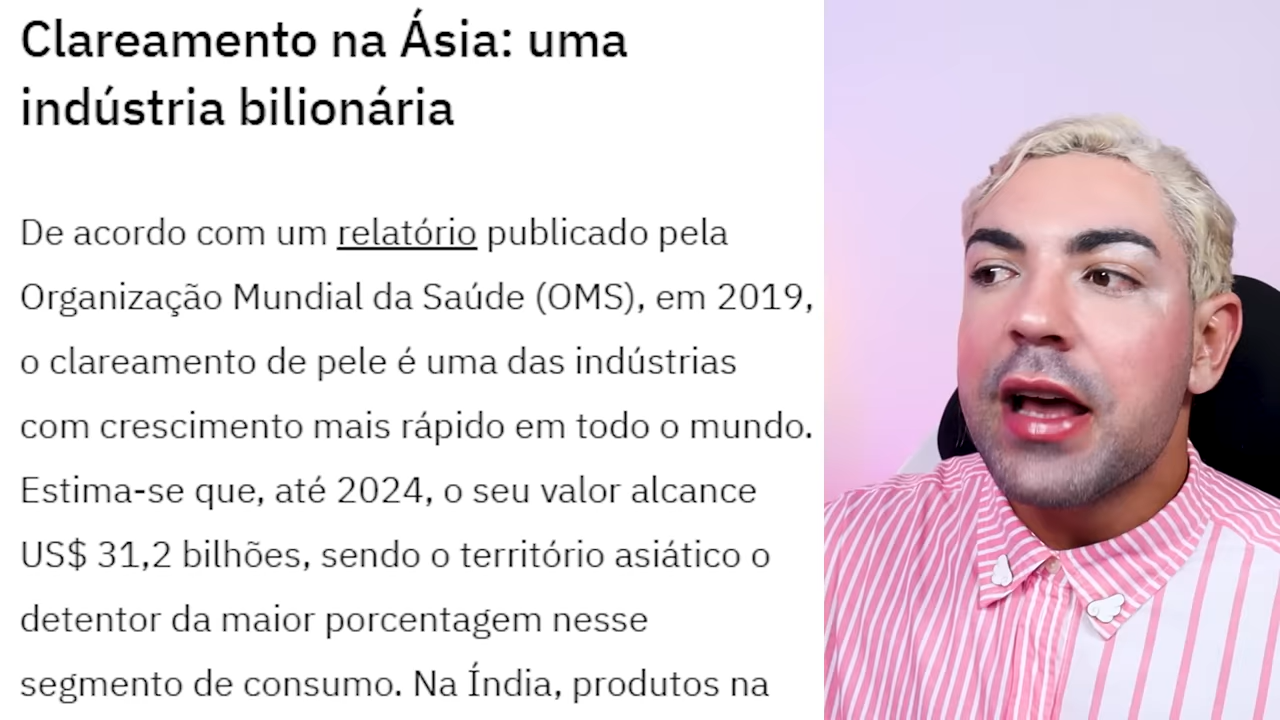 Clareamento na Ásia: uma
indústria bilionária
De acordo com um relatório publicado pela
Organização Mundial da Saúde (OMS), em 2019,
o clareamento de pele é uma das indústrias
com crescimento mais rápido em todo o mundo.
Estima-se que, até 2024, o seu valor alcance
US$ 31,2 bilhões, sendo o território asiático o
detentor da maior porcentagem nesse
segmento de consumo. Na Índia, produtos na